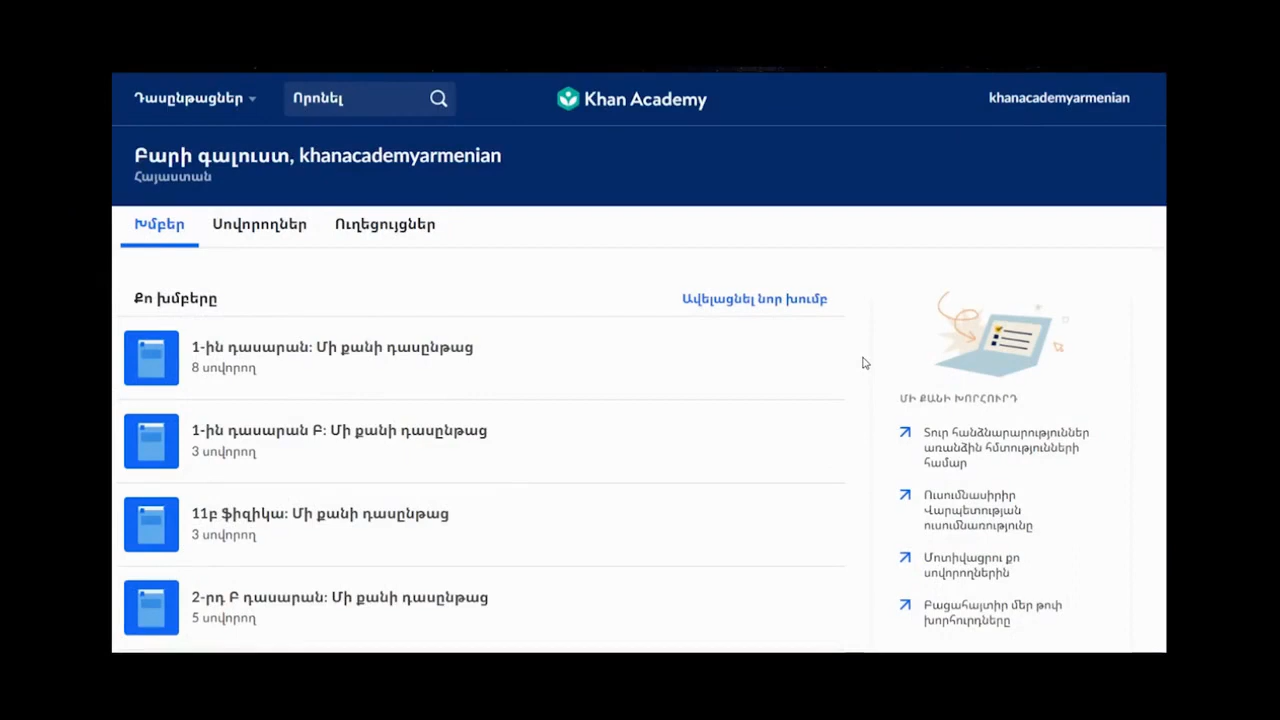 Դասընթացներ
Որոնել
Khan Academy
khanacademyarmenian
Բարի գալուստ, khanacademyarmenian
Հայաստան
Խմբեր
Սովորողներ
Ուղեցույցներ
Քո խմբերը
Ավելացնել նոր խումբ
1-ին դասարան: Մի քանի դասընթաց
8 սովորող
1-ին դասարան Բ: Մի քանի դասընթաց
3 սովորող
11բ ֆիզիկա: Մի քանի դասընթաց
3 սովորող
2-րդ Բ դասարան: Մի քանի դասընթաց
5 սովորող
ՄԻ ՔԱՆԻ ԽՈՐՀՈՒՐԴ
Տուր հանձնարարություններ
առանձին հմտությունների
համար
Ուսումնասիրիր
Վարպետության
ուսումնառությունը
Մոտիվացրու քո
սովորողներին
Բացահայտիր մեր թոփ
խորհուրդները